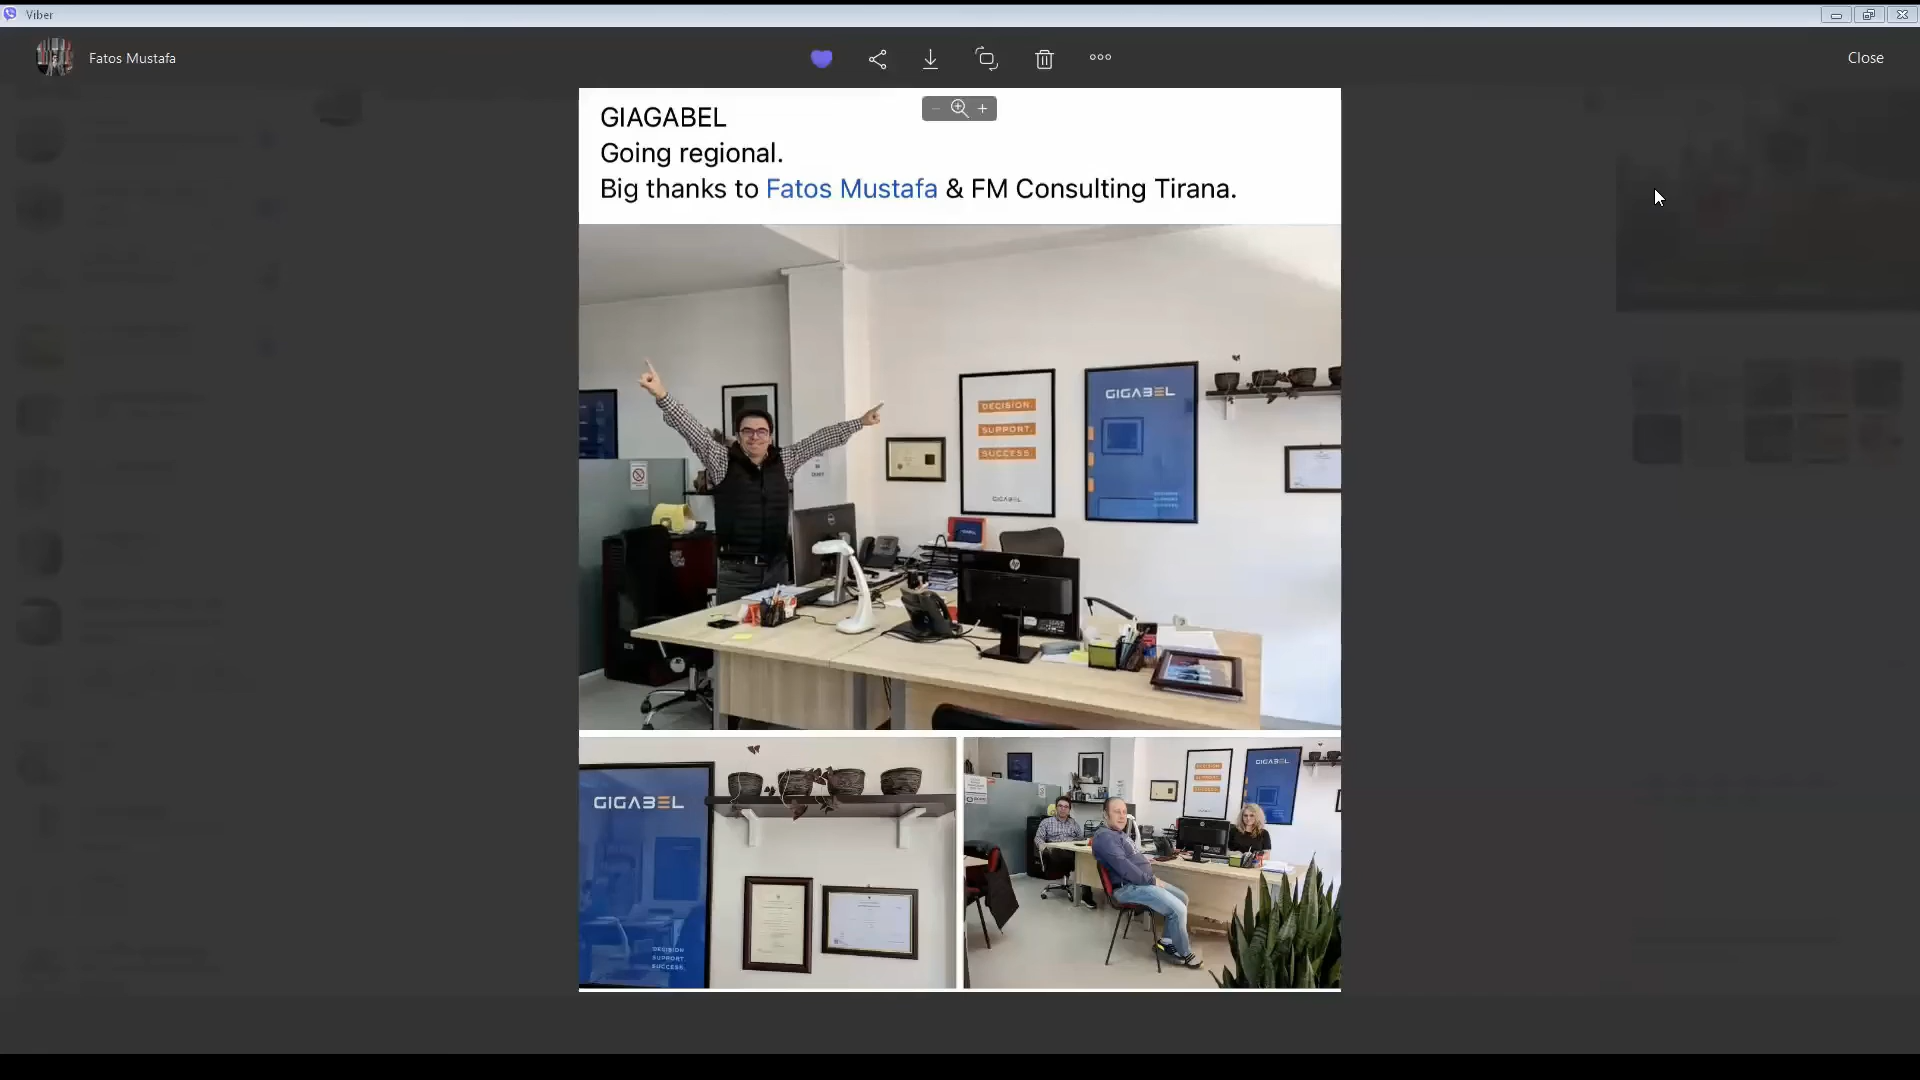 Viber
Fatos Mustafa
Close
GIAGABEL
Going regional.
Big thanks to Fatos Mustafa & FM Consulting Tirana.
DECISION.
SUPPORT.
SUCCESS.
GIGABEL
GIGABEL
GIGABEL
DECISION
SUPPORT.
SUCCESS.
GIGABEL